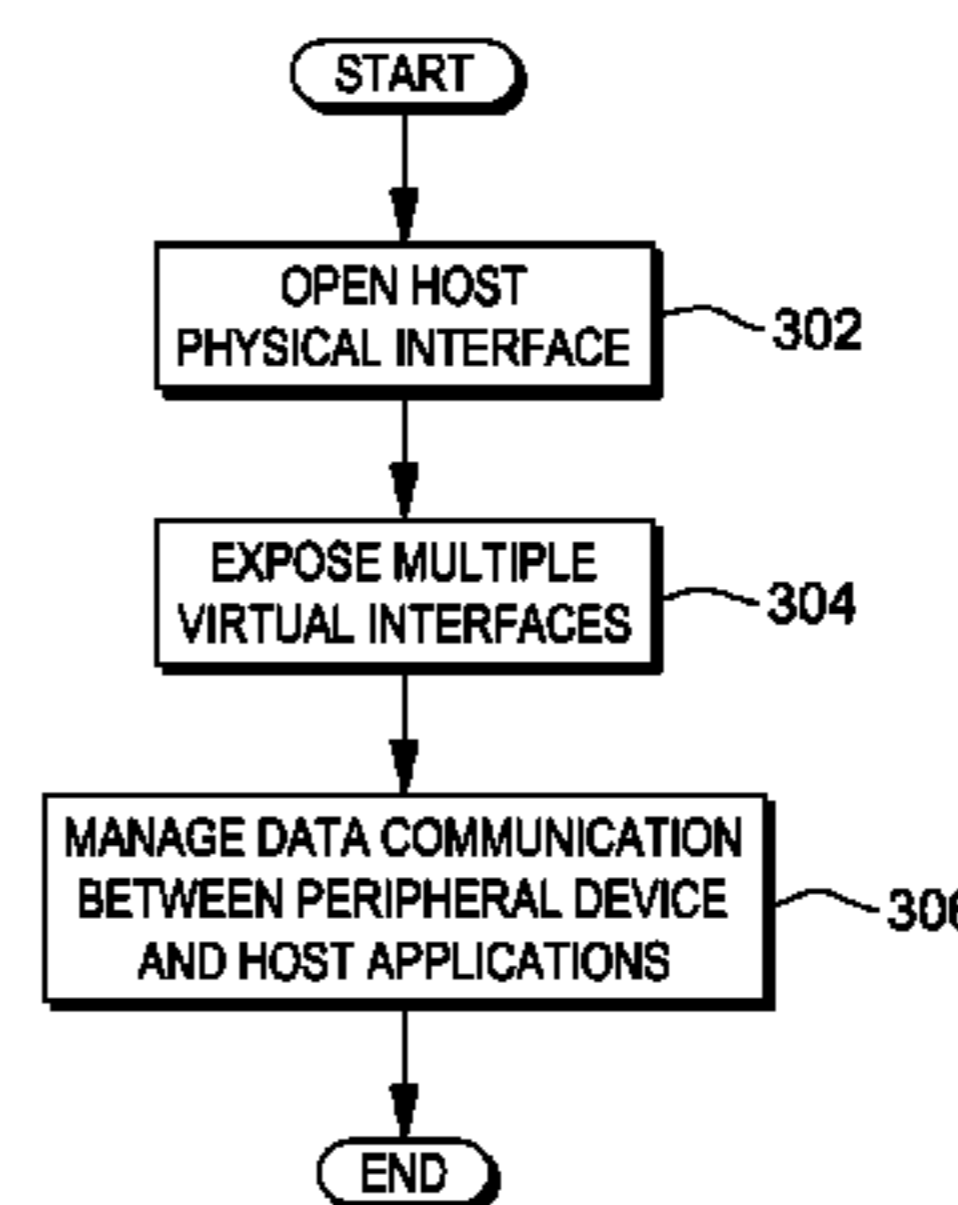 START
OPEN HOST
PHYSICAL INTERFACE
302
EXPOSE MULTIPLE
VIRTUAL INTERFACES
304
MANAGE DATA COMMUNICATION
BETWEEN PERIPHERAL DEVICE
AND HOST APPLICATIONS
306
END